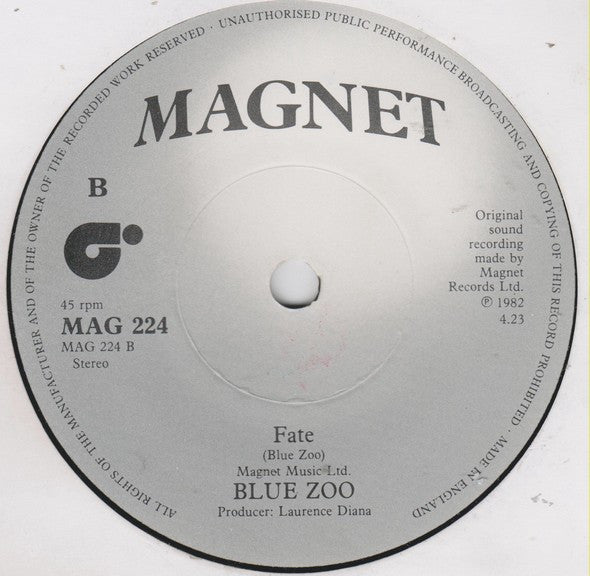 ALL RIGHTS OF THE MANUFACTURER AND OF THE OWNER OF THE RECORDED WORK RESERVED · UNAUTHORISED PUBLIC PERFORMANCE BROADCASTING AND COPYING OF THIS RECORD PROHIBITED · MADE IN ENGLAND
MAGNET
B
Original
sound
recording
made by
Magnet
Records Ltd.
℗ 1982
4.23
45 rpm
MAG 224
MAG 224 B
Stereo
Fate
(Blue Zoo)
Magnet Music Ltd.
BLUE ZOO
Producer: Laurence Diana